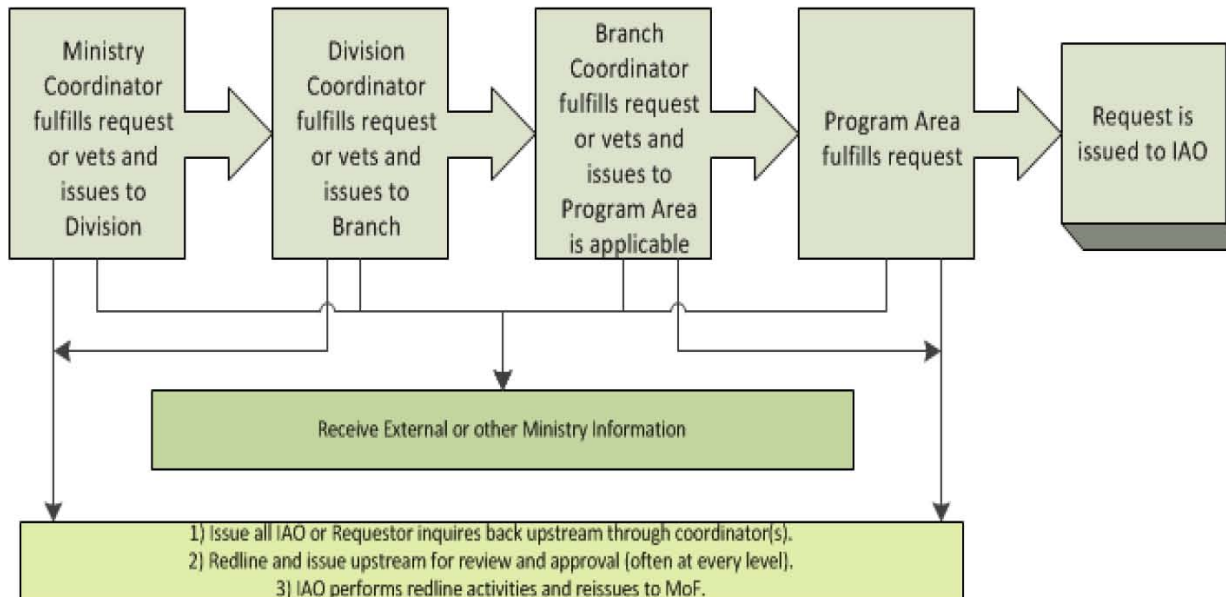 Ministry
Coordinator
fulfills request
or vets and
issues to
Division
Division
Coordinator
fulfills request
or vets and
issues to
Branch
Branch
Coordinator
fulfills request
or vets and
issues to
Program Area
is applicable
Program Area
fulfills request
Request is
issued to IAO
Receive External or other Ministry Information
1) Issue all IAO or Requestor inquires back upstream through coordinator(s).
2) Redline and issue upstream for review and approval (often at every level).
3) IAO performs redline activities and reissues to MoF.